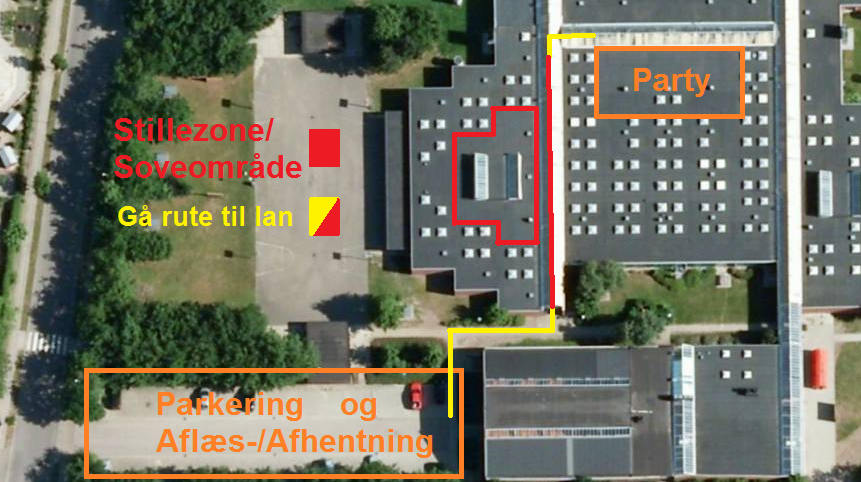 Party
Stillezone/
Soveområde
Gå rute til lan
Parkering og
Aflæs-/Afhentning